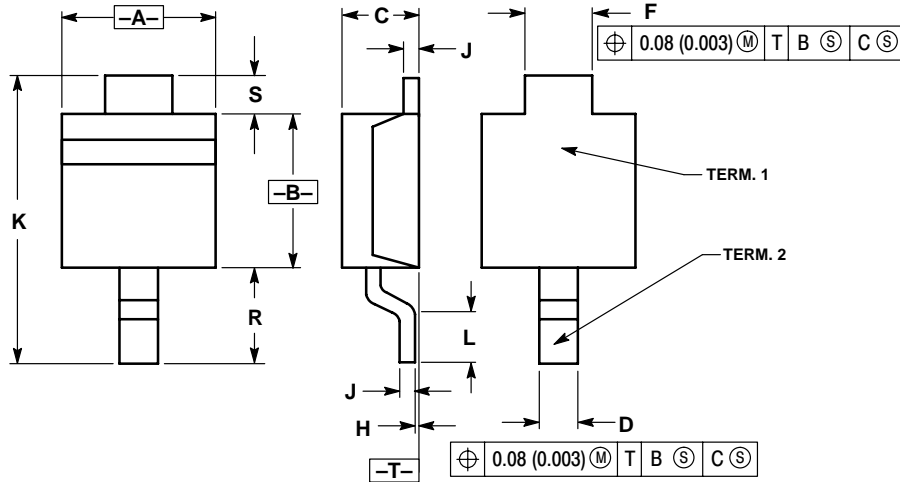 –A–
C
F
J
⌖ 0.08 (0.003) Ⓜ T B Ⓢ C Ⓢ
S
TERM. 1
–B–
K
TERM. 2
R
L
J
D
H
⌖ 0.08 (0.003) Ⓜ T B Ⓢ C Ⓢ
–T–